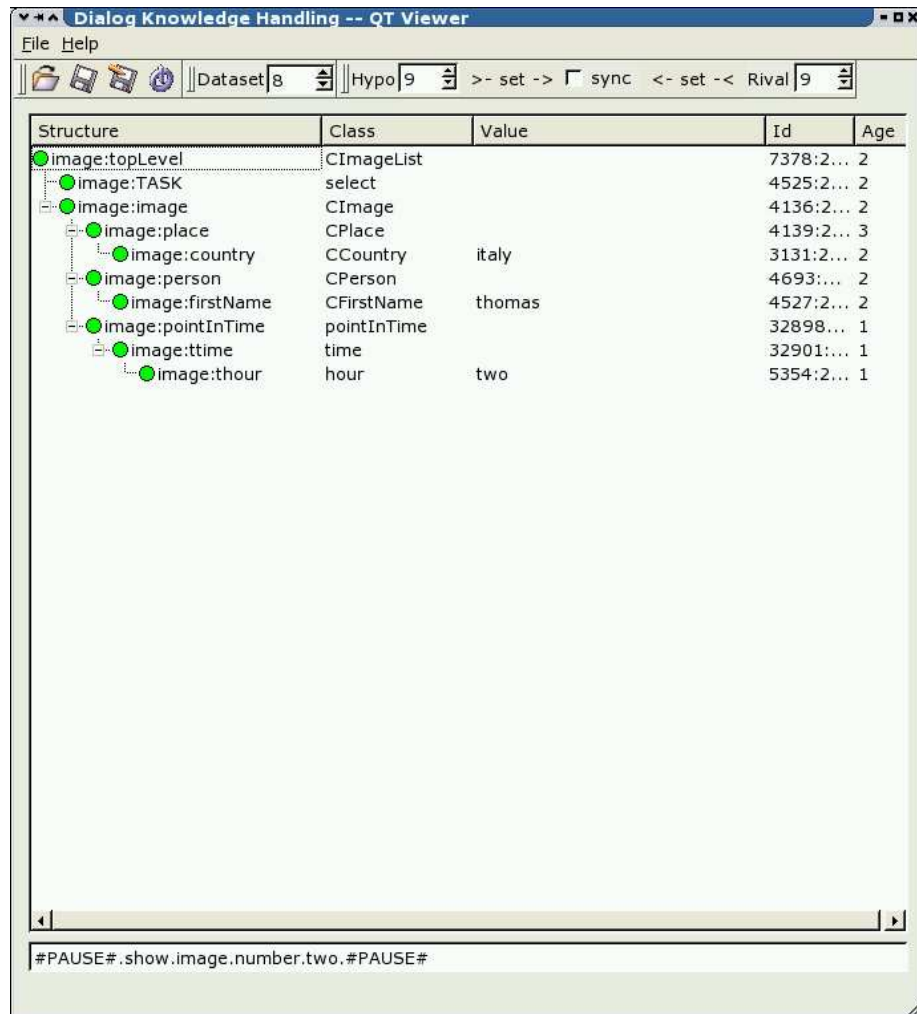 Dialog Knowledge Handling -- QT Viewer
File Help
Dataset 8 Hypo 9 >- set -> sync <- set -< Rival 9
Structure Class Value Id Age
image:topLevel CImageList 7378:2... 2
image:TASK select 4525:2... 2
image:image CImage 4136:2... 2
image:place CPlace 4139:2... 3
image:country CCountry italy 3131:2... 2
image:person CPerson 4693:... 2
image:firstName CFirstName thomas 4527:2... 2
image:pointInTime pointInTime 32898... 1
image:ttime time 32901:... 1
image:thour hour two 5354:2... 1
#PAUSE#.show.image.number.two.#PAUSE#